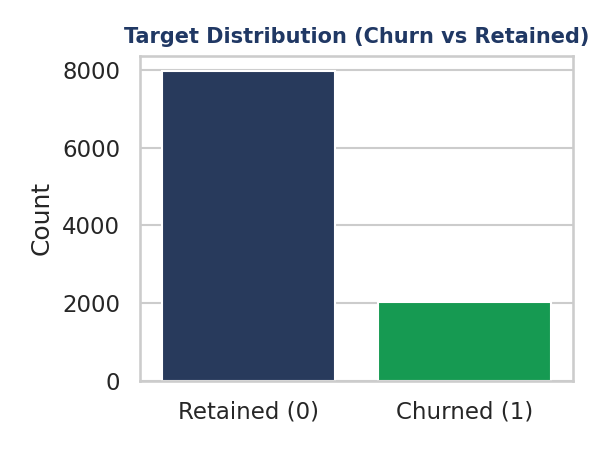 Target Distribution (Churn vs Retained)
8000
6000
4000
2000
0
Count
Retained (0)
Churned (1)